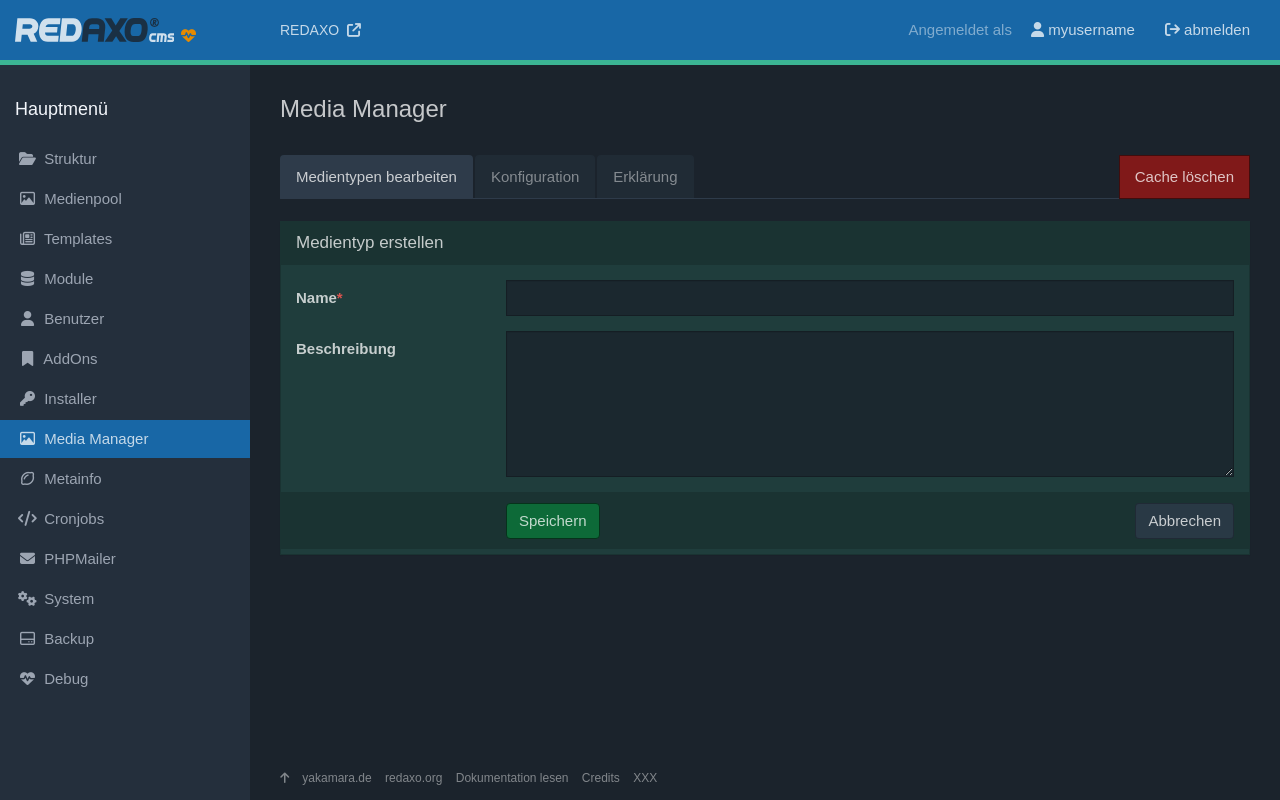 REDAXO® cms
REDAXO
Angemeldet als myusername abmelden
Hauptmenü
Struktur
Medienpool
Templates
Module
Benutzer
AddOns
Installer
Media Manager
Metainfo
Cronjobs
PHPMailer
System
Backup
Debug
Media Manager
Medientypen bearbeiten Konfiguration Erklärung Cache löschen
Medientyp erstellen
Name*
Beschreibung
Speichern Abbrechen
yakamara.de redaxo.org Dokumentation lesen Credits XXX